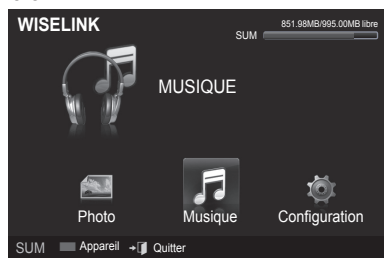 WISELINK
851.98MB/995.00MB libre
SUM
MUSIQUE
Photo Musique Configuration
SUM Appareil Quitter